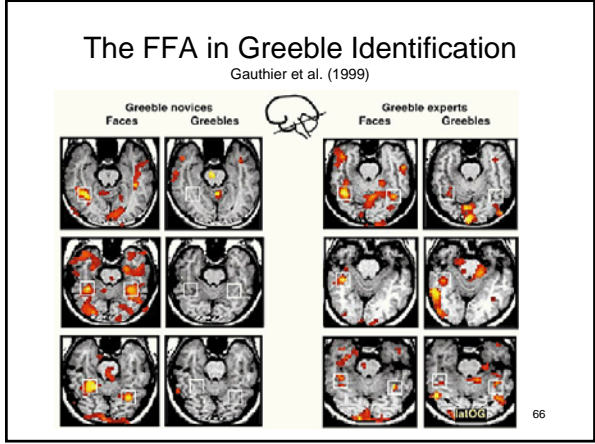 The FFA in Greeble Identification
Gauthier et al. (1999)
Greeble novices
Greeble experts
Faces Greebles
Faces Greebles
latOG
66